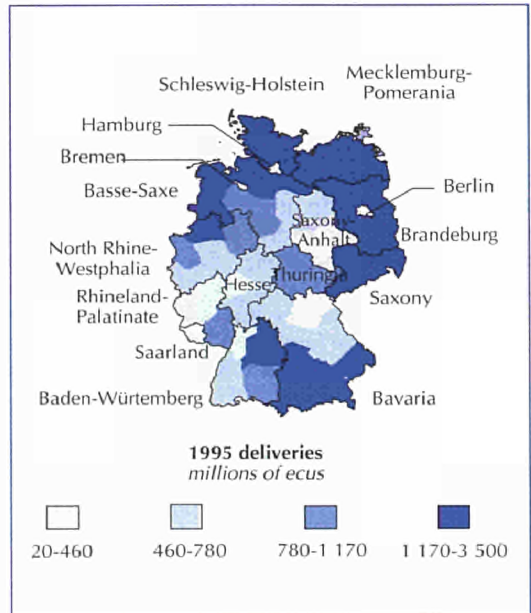 Schleswig-Holstein
Mecklemburg-
Pomerania
Hamburg
Bremen
Basse-Saxe
Berlin
Saxony-
Anhalt
Brandeburg
North Rhine-
Westphalia
Hesse
Thuringia
Rhineland-
Palatinate
Saxony
Saarland
Baden-Würtemberg
Bavaria
1995 deliveries
millions of ecus
20-460
460-780
780-1 170
1 170-3 500